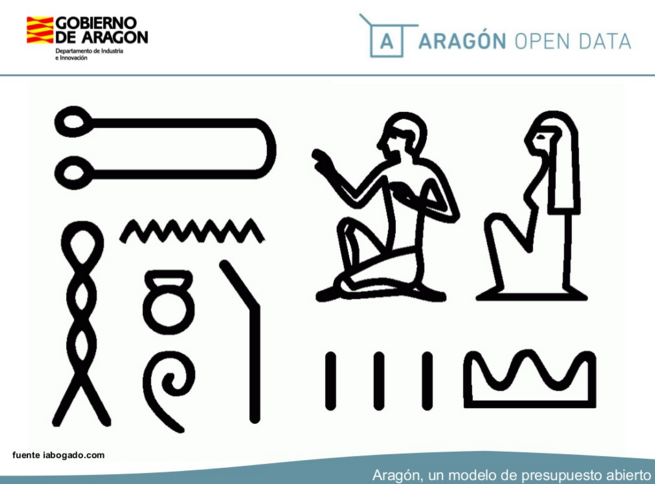 GOBIERNO
DE ARAGON
Departamento de Industria
e Innovación
A ARAGÓN OPEN DATA
𓍿𓎛𓈖𓏌𓏲𓌙𓀀𓁐𓏥𓈉
fuente iabogado.com
Aragón, un modelo de presupuesto abierto